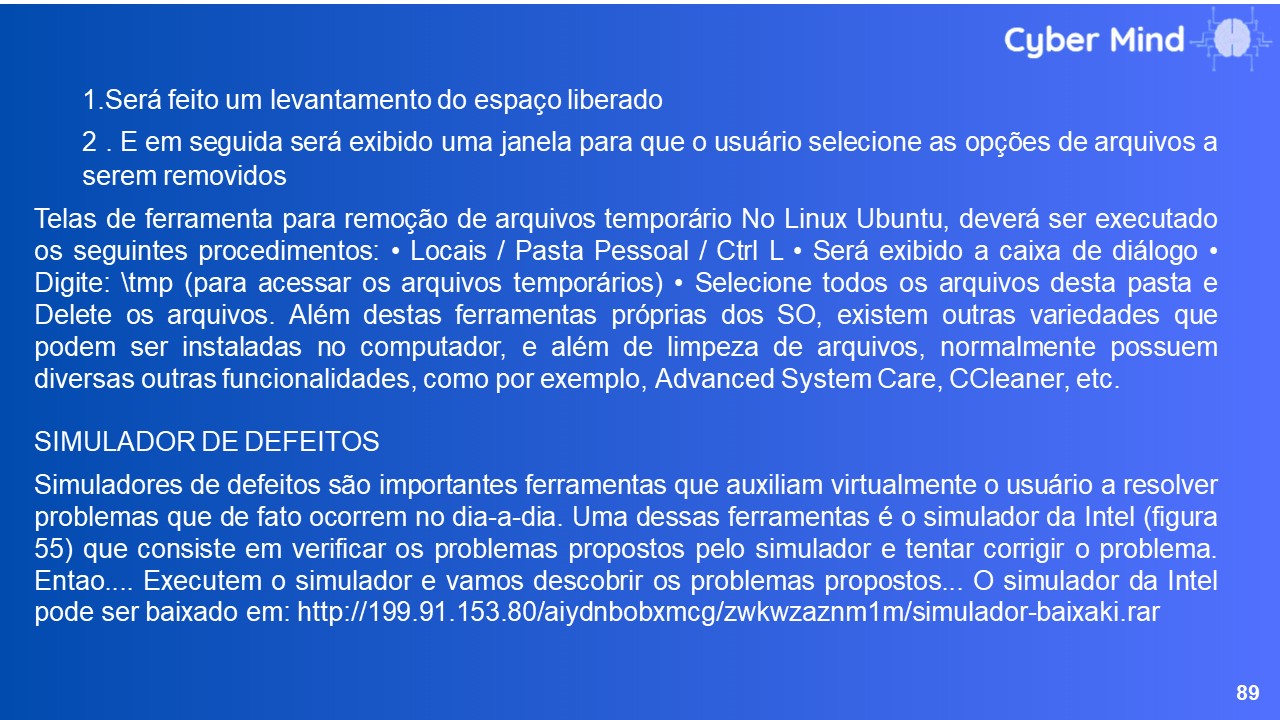 Cyber Mind
1.Será feito um levantamento do espaço liberado
2 . E em seguida será exibido uma janela para que o usuário selecione as opções de arquivos a
serem removidos
Telas de ferramenta para remoção de arquivos temporário No Linux Ubuntu, deverá ser executado
os seguintes procedimentos: • Locais / Pasta Pessoal / Ctrl L • Será exibido a caixa de diálogo •
Digite: \tmp (para acessar os arquivos temporários) • Selecione todos os arquivos desta pasta e
Delete os arquivos. Além destas ferramentas próprias dos SO, existem outras variedades que
podem ser instaladas no computador, e além de limpeza de arquivos, normalmente possuem
diversas outras funcionalidades, como por exemplo, Advanced System Care, CCleaner, etc.
SIMULADOR DE DEFEITOS
Simuladores de defeitos são importantes ferramentas que auxiliam virtualmente o usuário a resolver
problemas que de fato ocorrem no dia-a-dia. Uma dessas ferramentas é o simulador da Intel (figura
55) que consiste em verificar os problemas propostos pelo simulador e tentar corrigir o problema.
Entao.... Executem o simulador e vamos descobrir os problemas propostos... O simulador da Intel
pode ser baixado em: http://199.91.153.80/aiydnbobxmcg/zwkwzaznm1m/simulador-baixaki.rar
89